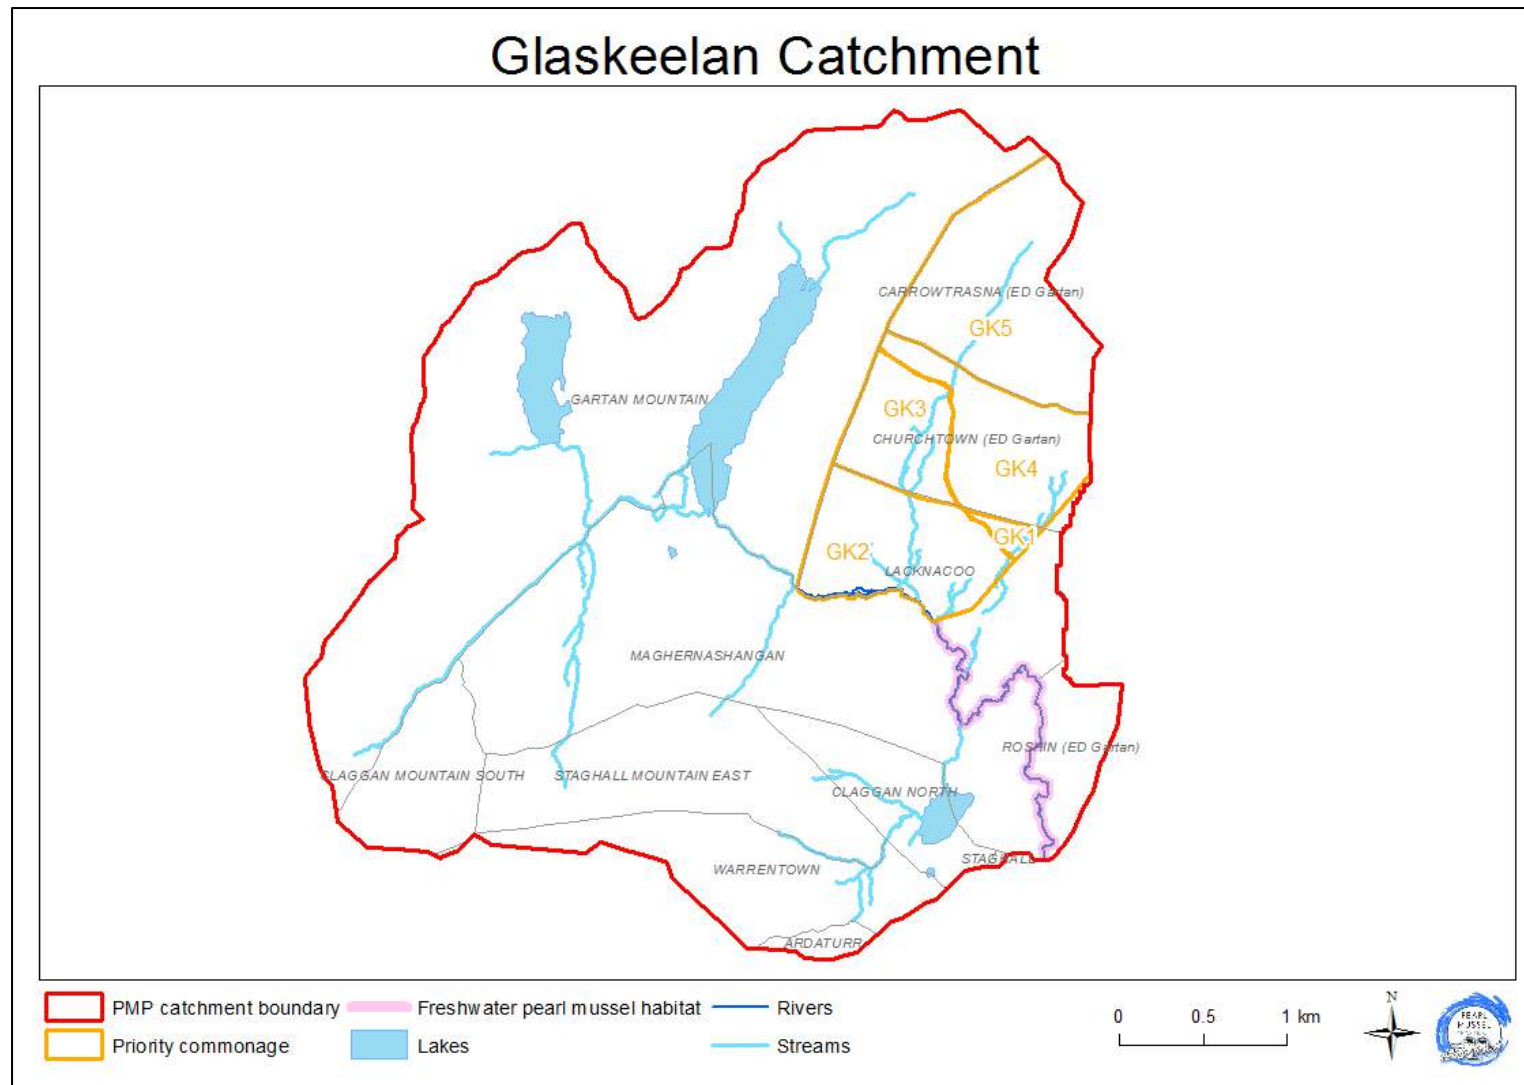 Glaskeelan Catchment
CARROWTRASNA (ED Gartan)
GK5
GARTAN MOUNTAIN
GK3
CHURCHTOWN (ED Gartan)
GK4
GK1
GK2
LACKNACOO
MAGHERNASHANGAN
ROSHIN (ED Gartan)
CLAGGAN MOUNTAIN SOUTH
STAGHALL MOUNTAIN EAST
CLAGGAN NORTH
STAGHALL
WARRENTOWN
ARDATURR
PMP catchment boundary
Freshwater pearl mussel habitat
Rivers
Priority commonage
Lakes
Streams
0 0.5 1 km
N
PEARL
MUSSEL